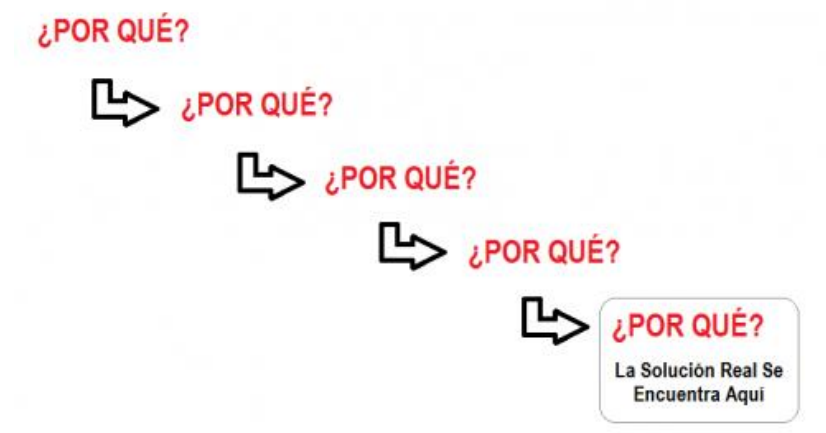 ¿POR QUÉ?
¿POR QUÉ?
¿POR QUÉ?
¿POR QUÉ?
¿POR QUÉ?
La Solución Real Se
Encuentra Aquí